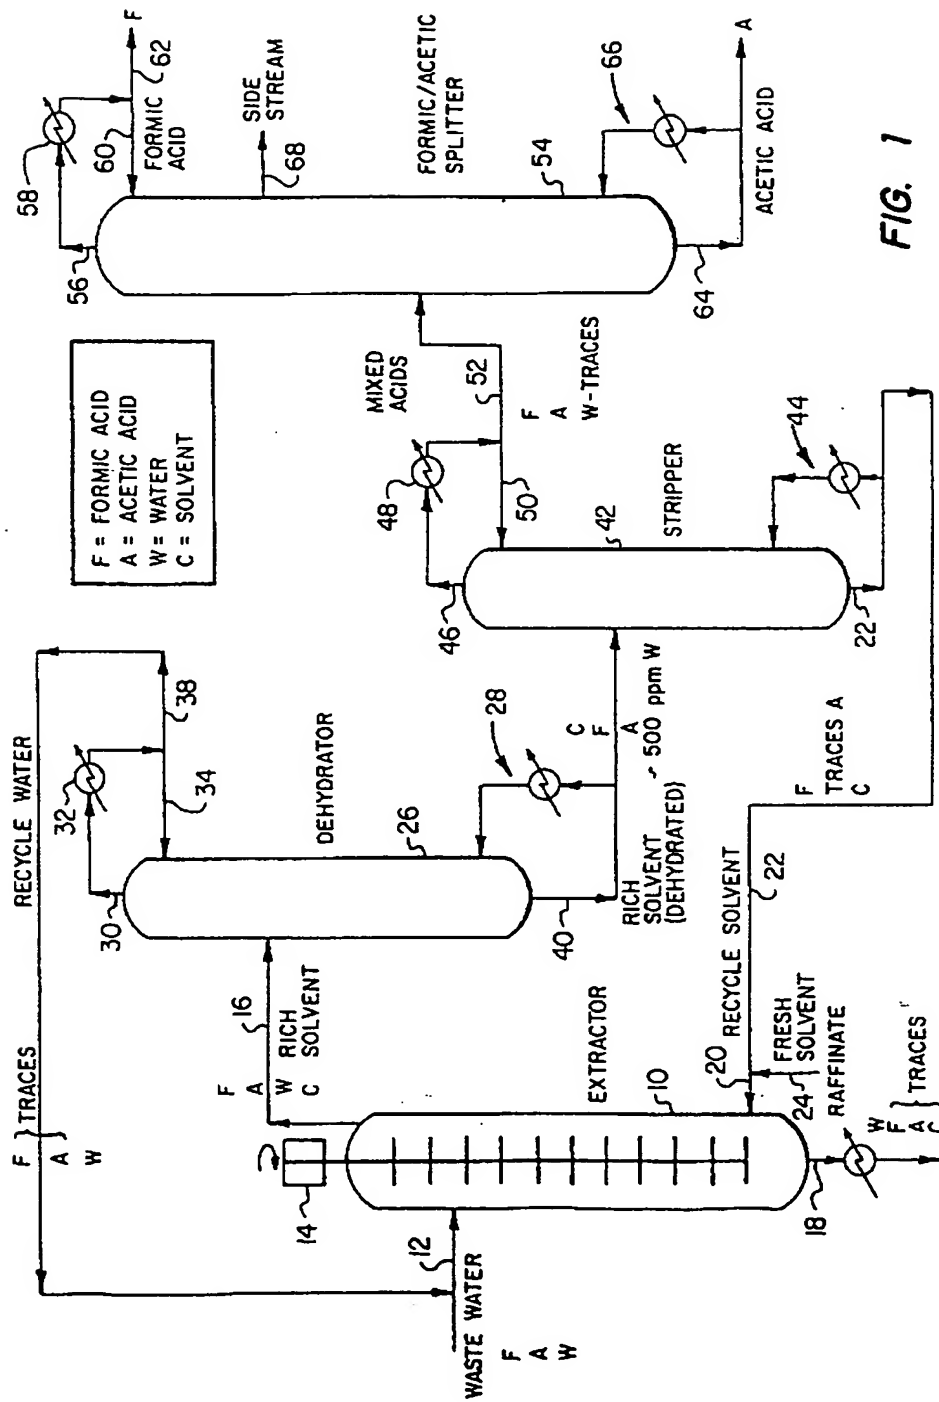 F
A } TRACES
W
RECYCLE WATER
F = FORMIC ACID
A = ACETIC ACID
W = WATER
C = SOLVENT
58
56
60
62
F
FORMIC
ACID
SIDE
STREAM
68
30
32
34
38
16
F
A
W
C
RICH
SOLVENT
14
DEHYDRATOR
26
28
MIXED
ACIDS
48
46
50
52
F
A
W-TRACES
FORMIC/ACETIC
SPLITTER
54
66
WASTE WATER
12
F
A
W
EXTRACTOR
10
40
RICH
SOLVENT
(DEHYDRATED)
C
F
A
~ 500 ppm W
STRIPPER
42
44
64
ACETIC ACID
A
20
RECYCLE SOLVENT
22
24
FRESH
SOLVENT
F
TRACES A
C
22
18
RAFFINATE
W
F
A } TRACES
C
FIG. 1